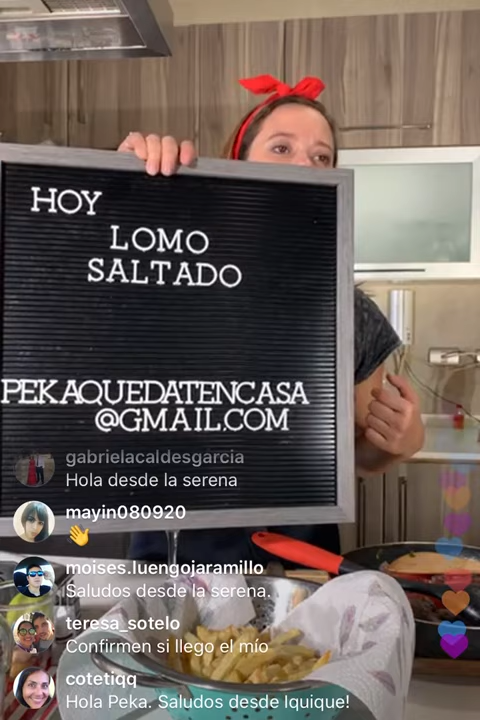 HOY
LOMO
SALTADO
PEKAQUEDATENCASA
@GMAIL.COM
gabrielacaldesgarcia
Hola desde la serena
mayin080920
👋
moises.luengojaramillo
Saludos desde la serena.
teresa_sotelo
Confirmen si llego el mío
cotetiqq
Hola Peka. Saludos desde Iquique!